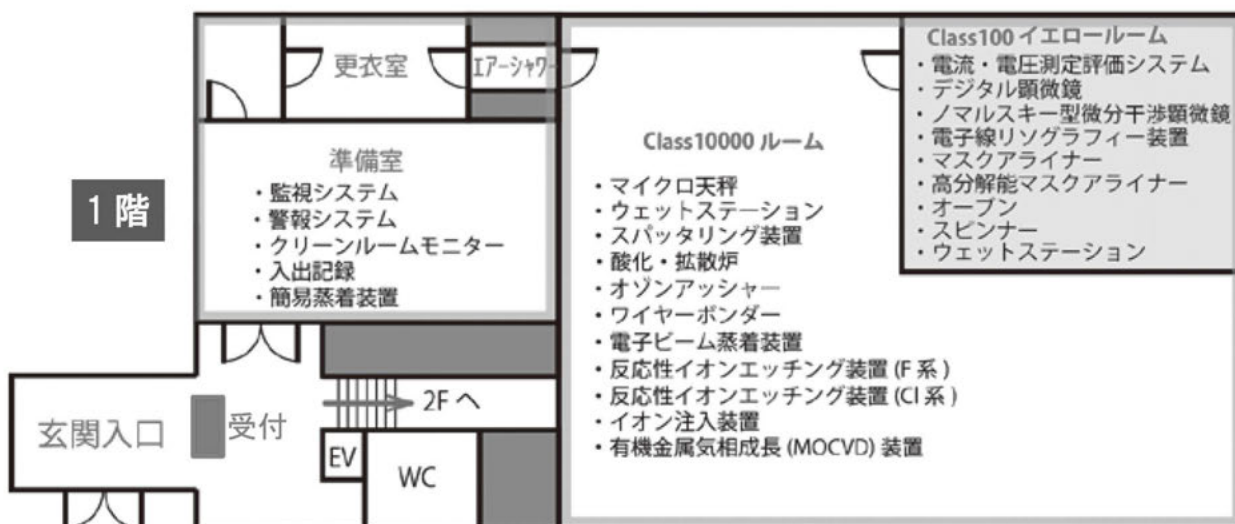 1階
更衣室
エアーシャワー
準備室
・監視システム
・警報システム
・クリーンルームモニター
・入出記録
・簡易蒸着装置
玄関入口
受付
2Fへ
EV
WC
Class10000 ルーム
・マイクロ天秤
・ウェットステーション
・スパッタリング装置
・酸化・拡散炉
・オゾンアッシャー
・ワイヤーボンダー
・電子ビーム蒸着装置
・反応性イオンエッチング装置 (F 系 )
・反応性イオンエッチング装置 (Cl 系 )
・イオン注入装置
・有機金属気相成長 (MOCVD) 装置
Class100 イエロールーム
・電流・電圧測定評価システム
・デジタル顕微鏡
・ノマルスキー型微分干渉顕微鏡
・電子線リソグラフィー装置
・マスクアライナー
・高分解能マスクアライナー
・オーブン
・スピンナー
・ウェットステーション